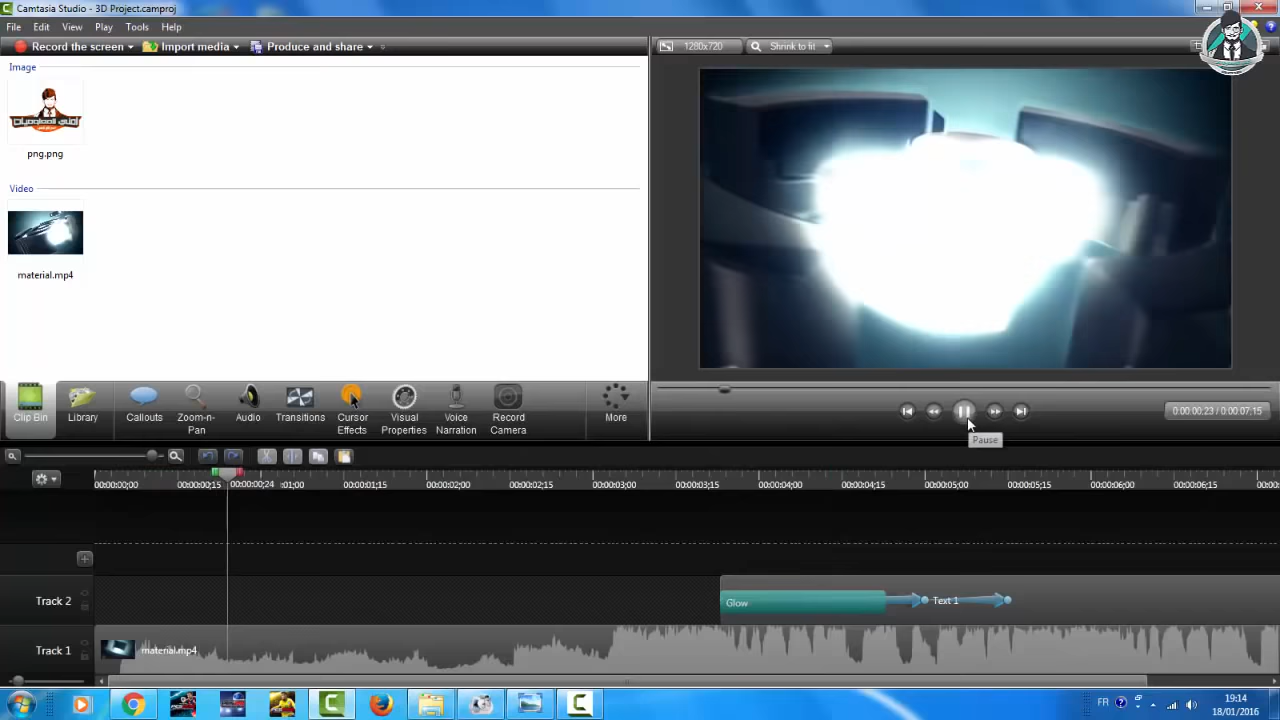 Camtasia Studio - 3D Project.camproj
File Edit View Play Tools Help
Record the screen Import media Produce and share
1280x720 Shrink to fit
Image
png.png
Video
material.mp4
Clip Bin Library Callouts Zoom-n-Pan Audio Transitions Cursor Effects Visual Properties Voice Narration Record Camera More
0:00:00;23 / 0:00:07;15
Pause
00:00:00;00 00:00:00;15 0:00:00;24 ;01;00 00:00:01;15 00:00:02;00 00:00:02;15 00:00:03;00 00:00:03;15 00:00:04;00 00:00:04;15 00:00:05;00 00:00:05;15 00:00:06;00 00:00:06;15
Track 2 Glow Text 1
Track 1 material.mp4
FR 19:14
18/01/2016